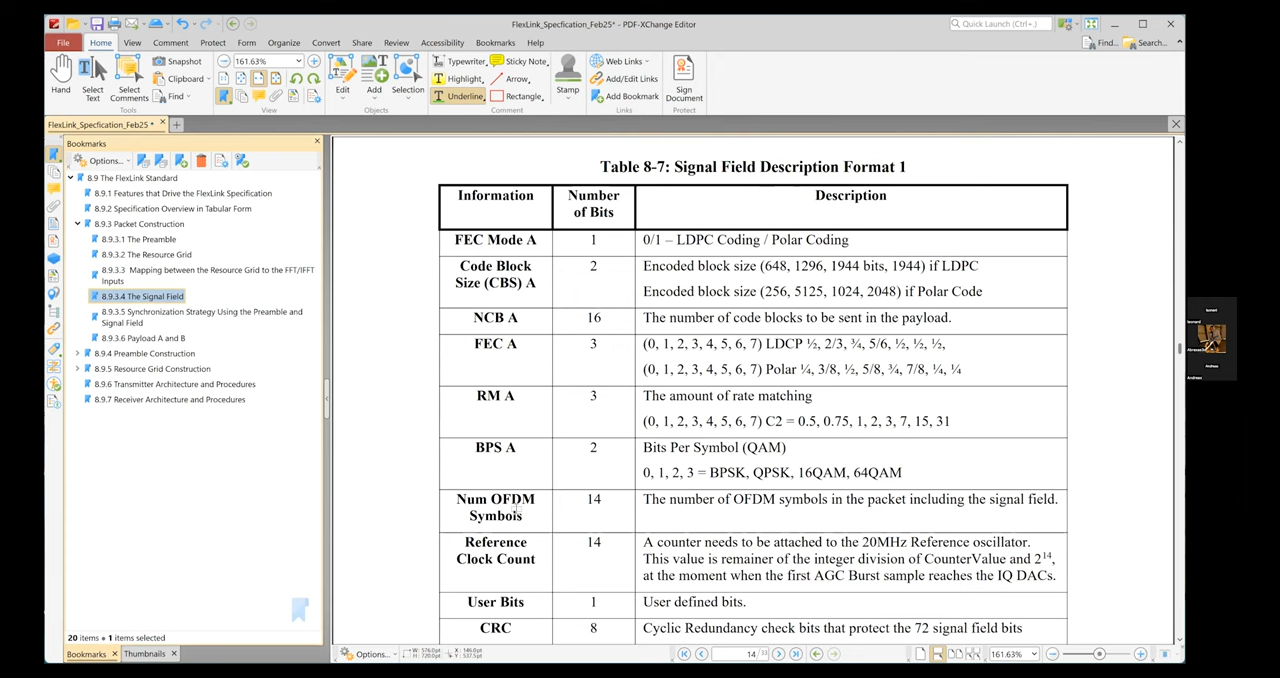 FlexLink_Specfication_Feb25* - PDF-XChange Editor
Quick Launch (Ctrl+.)
File Home View Comment Protect Form Organize Convert Share Review Accessibility Bookmarks Help
Find... Search...
Hand
Select Text
Select Comments
Snapshot
Clipboard
Find
Tools
161.63%
View
Edit
Add
Selection
Objects
Typewriter Sticky Note
Highlight Arrow
Underline Rectangle
Comment
Stamp
Web Links
Add/Edit Links
Add Bookmark
Links
Sign Document
Protect
FlexLink_Specfication_Feb25 *
Bookmarks
Options...
8.9 The FlexLink Standard
8.9.1 Features that Drive the FlexLink Specification
8.9.2 Specification Overview in Tabular Form
8.9.3 Packet Construction
8.9.3.1 The Preamble
8.9.3.2 The Resource Grid
8.9.3.3 Mapping between the Resource Grid to the FFT/IFFT
Inputs
8.9.3.4 The Signal Field
8.9.3.5 Synchronization Strategy Using the Preamble and
Signal Field
8.9.3.6 Payload A and B
8.9.4 Preamble Construction
8.9.5 Resource Grid Construction
8.9.6 Transmitter Architecture and Procedures
8.9.7 Receiver Architecture and Procedures
20 items • 1 items selected
Bookmarks Thumbnails
Table 8-7: Signal Field Description Format 1
Information Number of Bits Description
FEC Mode A 1 0/1 – LDPC Coding / Polar Coding
Code Block Size (CBS) A 2 Encoded block size (648, 1296, 1944 bits, 1944) if LDPC
Encoded block size (256, 5125, 1024, 2048) if Polar Code
NCB A 16 The number of code blocks to be sent in the payload.
FEC A 3 (0, 1, 2, 3, 4, 5, 6, 7) LDCP ½, 2/3, ¾, 5/6, ½, ½, ½,
(0, 1, 2, 3, 4, 5, 6, 7) Polar ¼, 3/8, ½, 5/8, ¾, 7/8, ¼, ¼
RM A 3 The amount of rate matching
(0, 1, 2, 3, 4, 5, 6, 7) C2 = 0.5, 0.75, 1, 2, 3, 7, 15, 31
BPS A 2 Bits Per Symbol (QAM)
0, 1, 2, 3 = BPSK, QPSK, 16QAM, 64QAM
Num OFDM Symbols 14 The number of OFDM symbols in the packet including the signal field.
Reference Clock Count 14 A counter needs to be attached to the 20MHz Reference oscillator.
This value is remainer of the integer division of CounterValue and 2^14,
at the moment when the first AGC Burst sample reaches the IQ DACs.
User Bits 1 User defined bits.
CRC 8 Cyclic Redundancy check bits that protect the 72 signal field bits
Options...
W: 576.0pt
H: 720.0pt
X: 146.0pt
Y: 537.5pt
14 / 33
161.63%
leonard
leonard
Andreas
Andreas